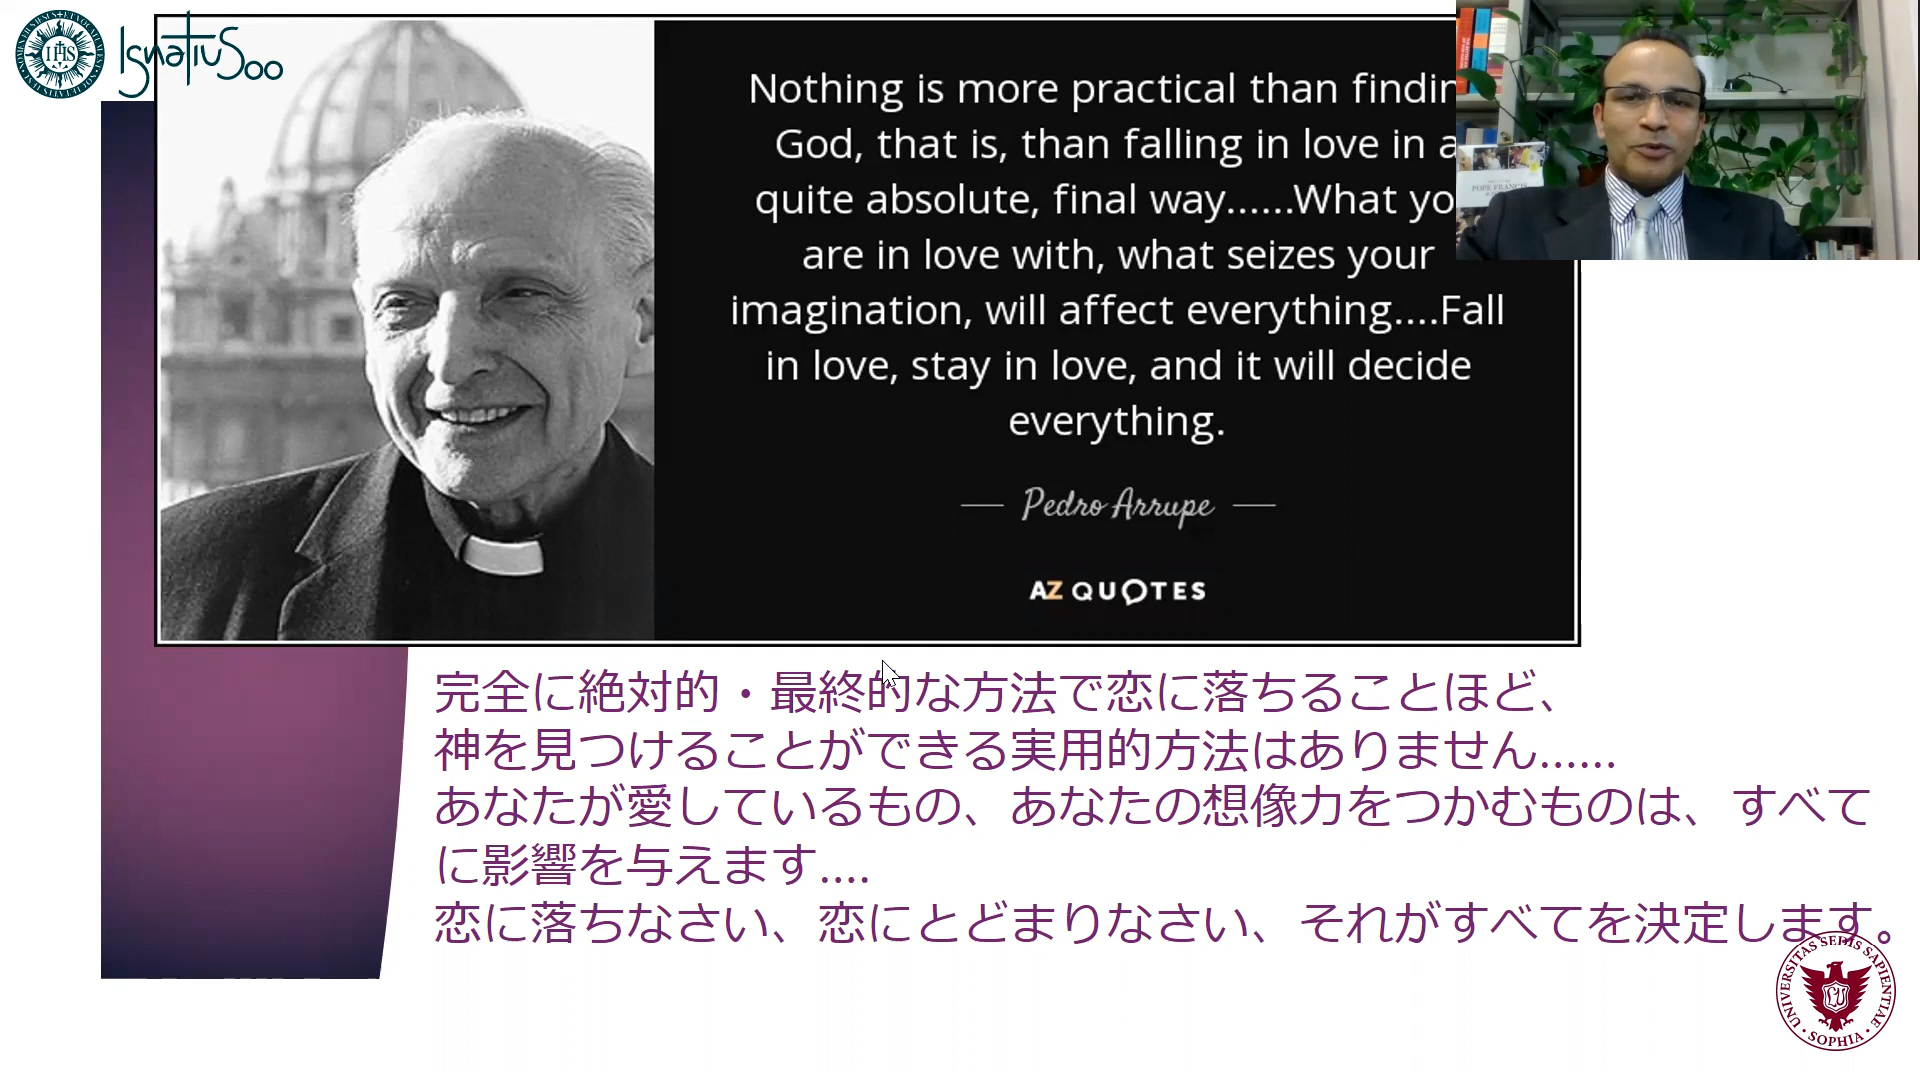 IHS
IgnatiuS500
Nothing is more practical than findin
God, that is, than falling in love in a
quite absolute, final way......What yo
are in love with, what seizes your
imagination, will affect everything....Fall
in love, stay in love, and it will decide
everything.
Pedro Arrupe
AZ QUOTES
POPE FRANCIS
完全に絶対的・最終的な方法で恋に落ちることほど、
神を見つけることができる実用的方法はありません......
あなたが愛しているもの、あなたの想像力をつかむものは、すべて
に影響を与えます....
恋に落ちなさい、恋にとどまりなさい、それがすべてを決定します。
UNIVERSITAS SEDIS SAPIENTIAE
SOPHIA